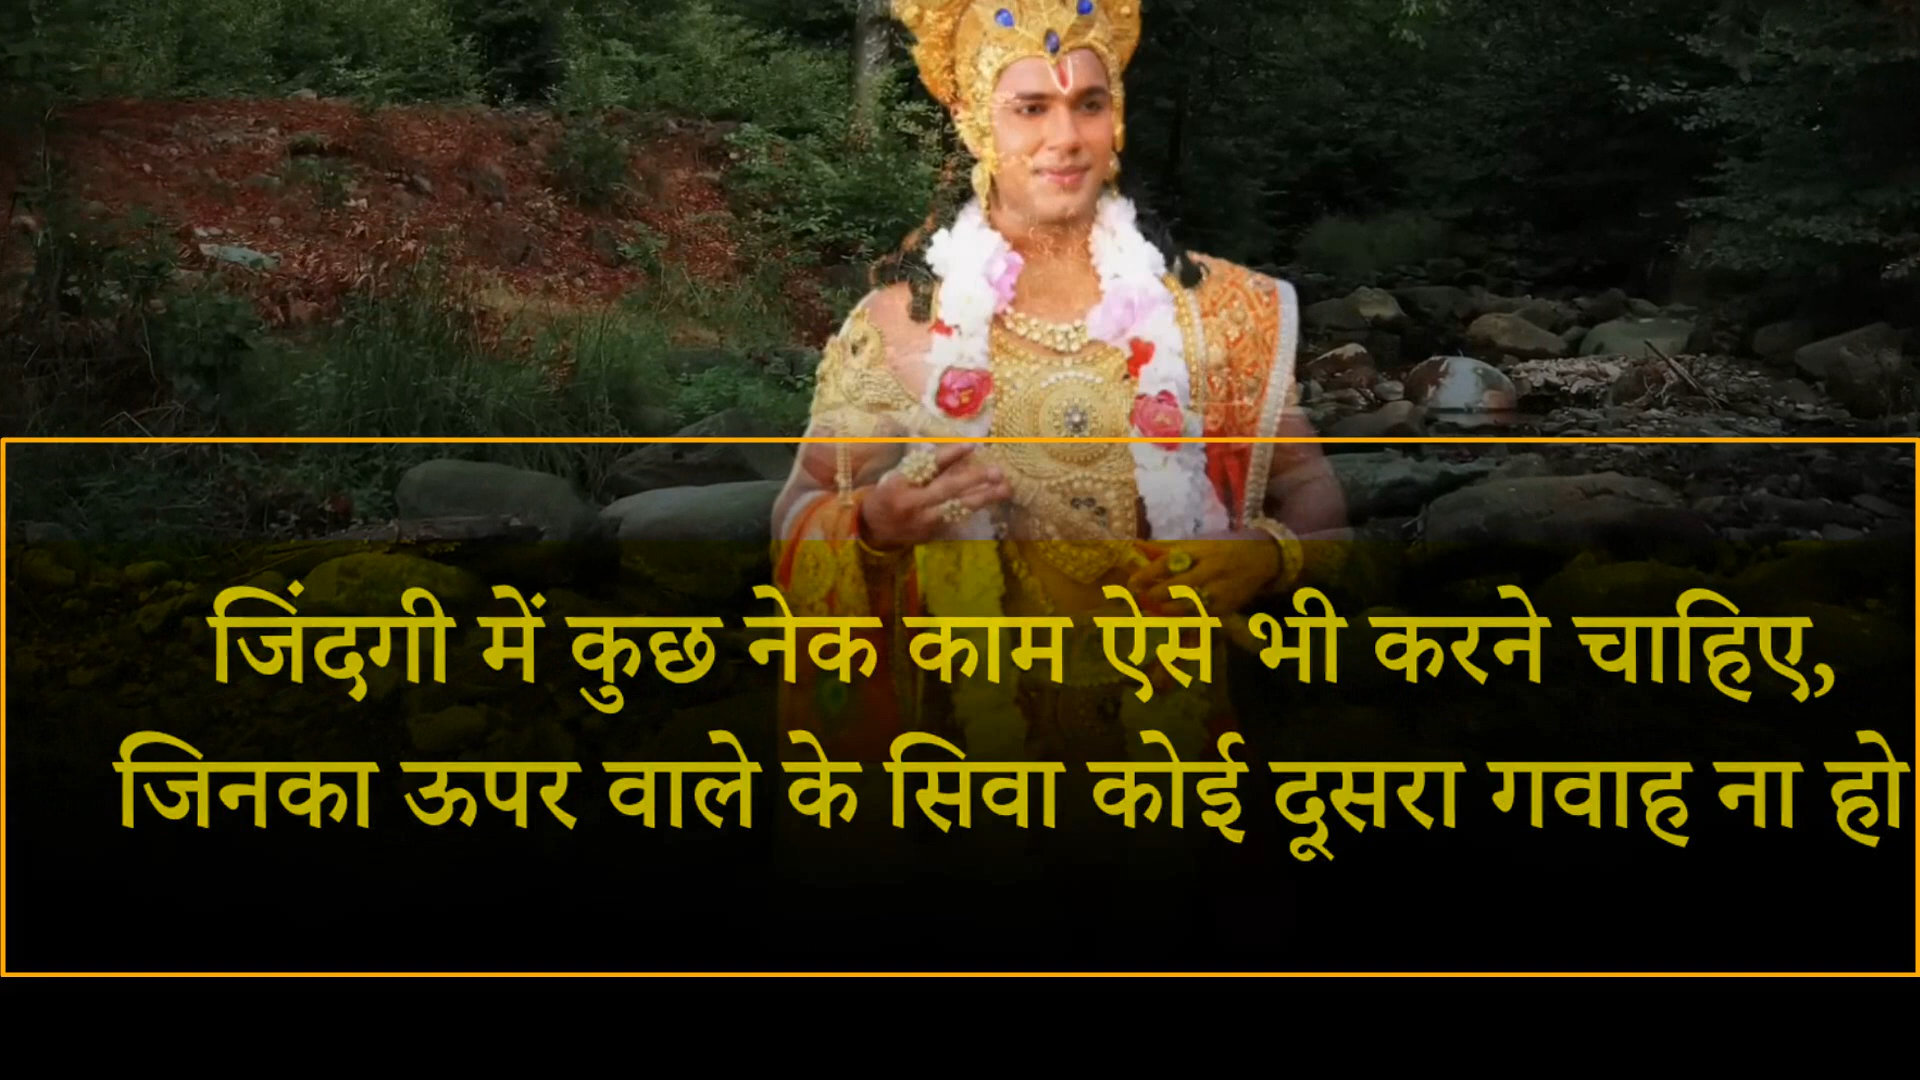 जिंदगी में कुछ नेक काम ऐसे भी करने चाहिए,
जिनका ऊपर वाले के सिवा कोई दूसरा गवाह ना हो